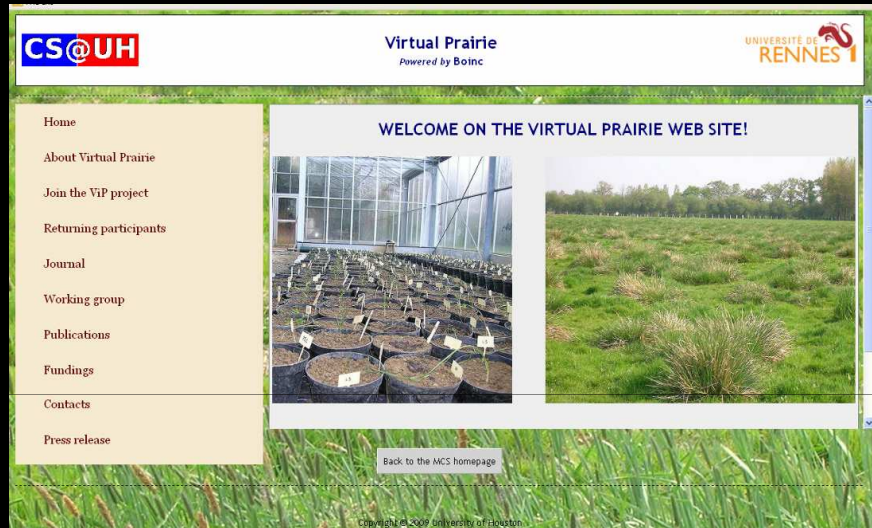 CS@UH
Virtual Prairie
Powered by Boinc
UNIVERSITÉ DE
RENNES 1
Home
About Virtual Prairie
Join the ViP project
Returning participants
Journal
Working group
Publications
Fundings
Contacts
Press release
WELCOME ON THE VIRTUAL PRAIRIE WEB SITE!
Back to the MCS homepage
Copyright © 2009 University of Houston